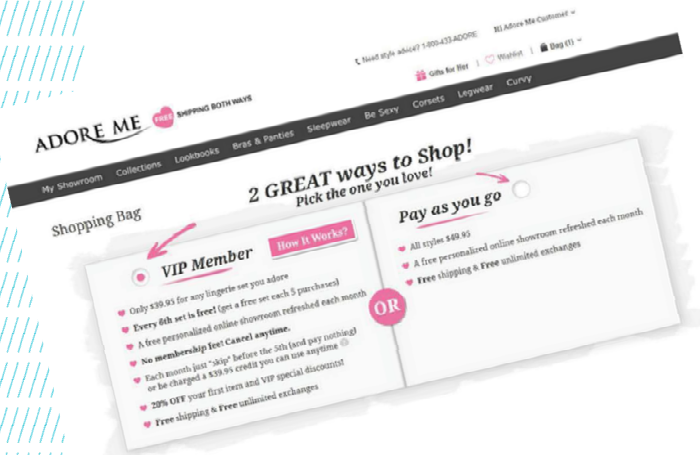 Need style advice? 1-800-433-ADORE
Hi Adore Me Customer
Gifts for Her | Wishlist | Bag (1)
ADORE ME
FREE SHIPPING BOTH WAYS
My Showroom Collections Lookbooks Bras & Panties Sleepwear Be Sexy Corsets Legwear Curvy
Shopping Bag
2 GREAT ways to Shop!
Pick the one you love!
VIP Member
How It Works?
Only $39.95 for any lingerie set you adore
Every 6th set is free! (get a free set each 5 purchases)
A free personalized online showroom refreshed each month
No membership fee! Cancel anytime.
Each month just "skip" before the 5th (and pay nothing)
or be charged a $39.95 credit you can use anytime
20% OFF your first item and VIP special discounts!
Free shipping & Free unlimited exchanges
OR
Pay as you go
All styles $49.95
A free personalized online showroom refreshed each month
Free shipping & Free unlimited exchanges